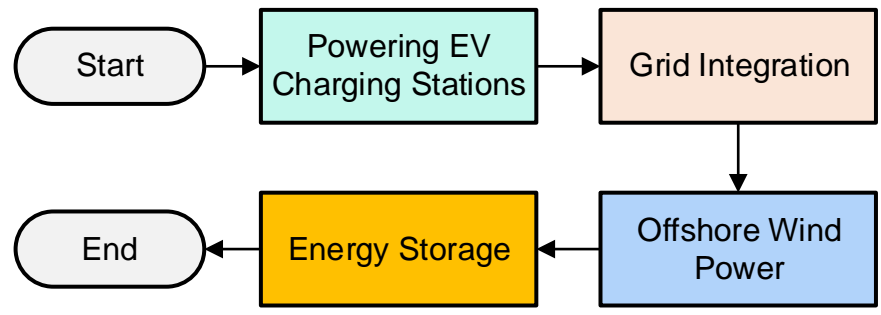 Start
Powering EV
Charging Stations
Grid Integration
Offshore Wind
Power
Energy Storage
End